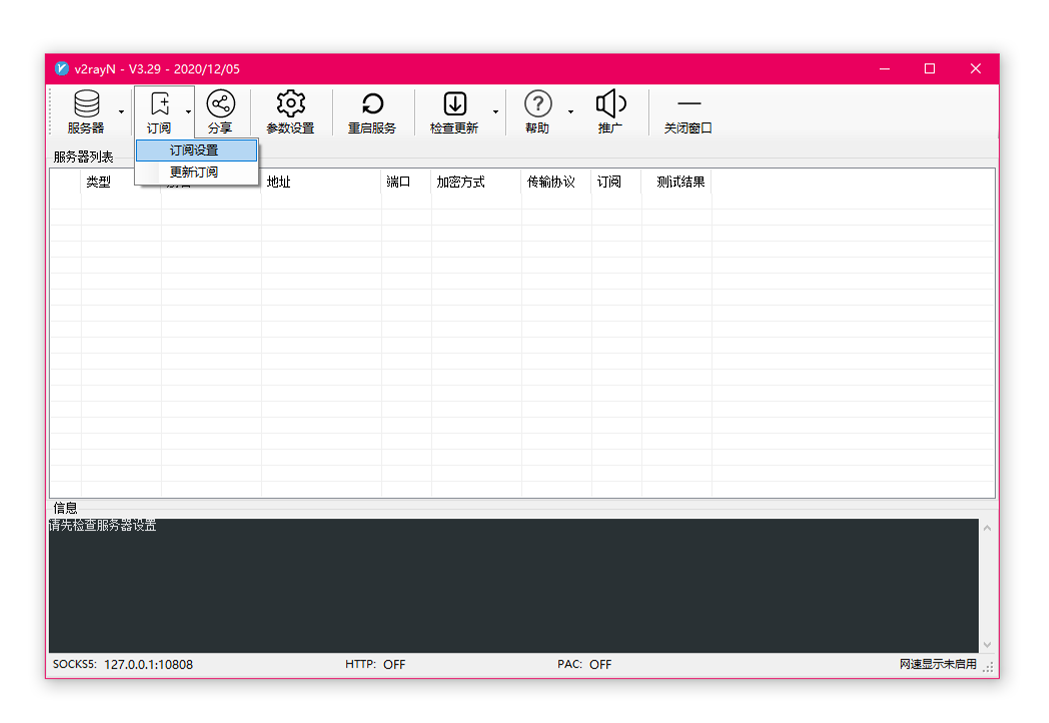 v2rayN - V3.29 - 2020/12/05
服务器 订阅 分享 参数设置 重启服务 检查更新 帮助 推广 关闭窗口
订阅设置
更新订阅
服务器列表
类型 地址 端口 加密方式 传输协议 订阅 测试结果
信息
请先检查服务器设置
SOCKS5: 127.0.0.1:10808 HTTP: OFF PAC: OFF 网速显示未启用